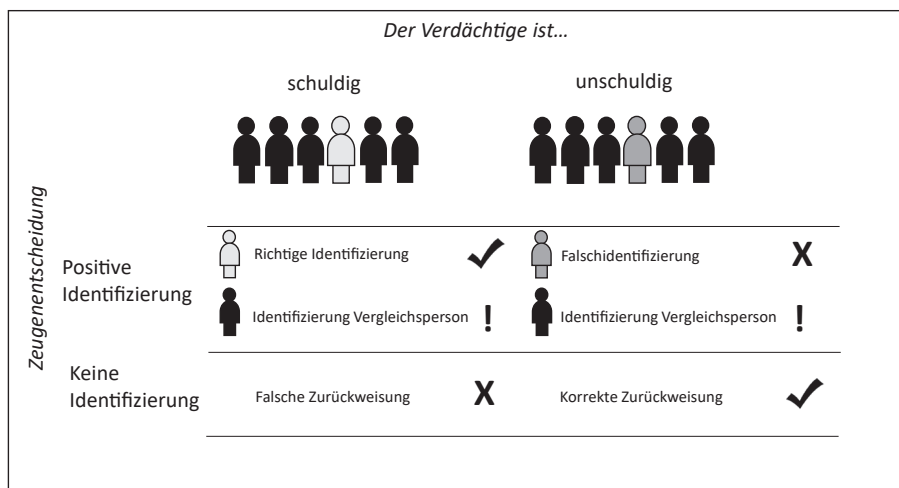 Der Verdächtige ist...
schuldig
unschuldig
Zeugenentscheidung
Positive
Identifizierung
Richtige Identifizierung
Falschidentifizierung
X
Identifizierung Vergleichsperson !
Identifizierung Vergleichsperson !
Keine
Identifizierung
Falsche Zurückweisung X
Korrekte Zurückweisung